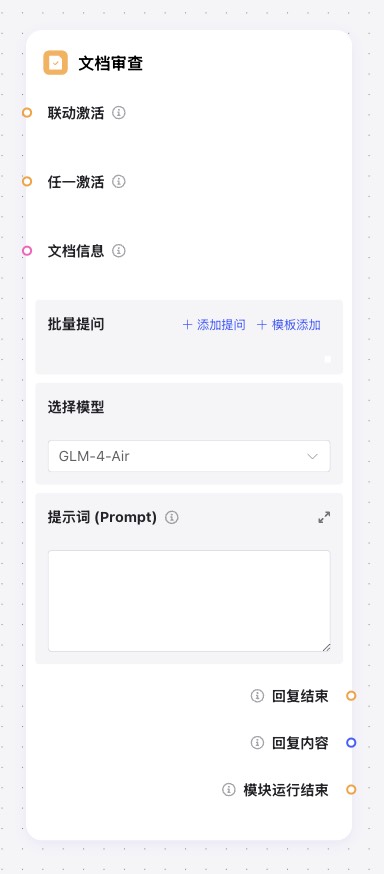 文档审查
联动激活
任一激活
文档信息
批量提问 + 添加提问 + 模板添加
选择模型
GLM-4-Air
提示词 (Prompt)
回复结束
回复内容
模块运行结束